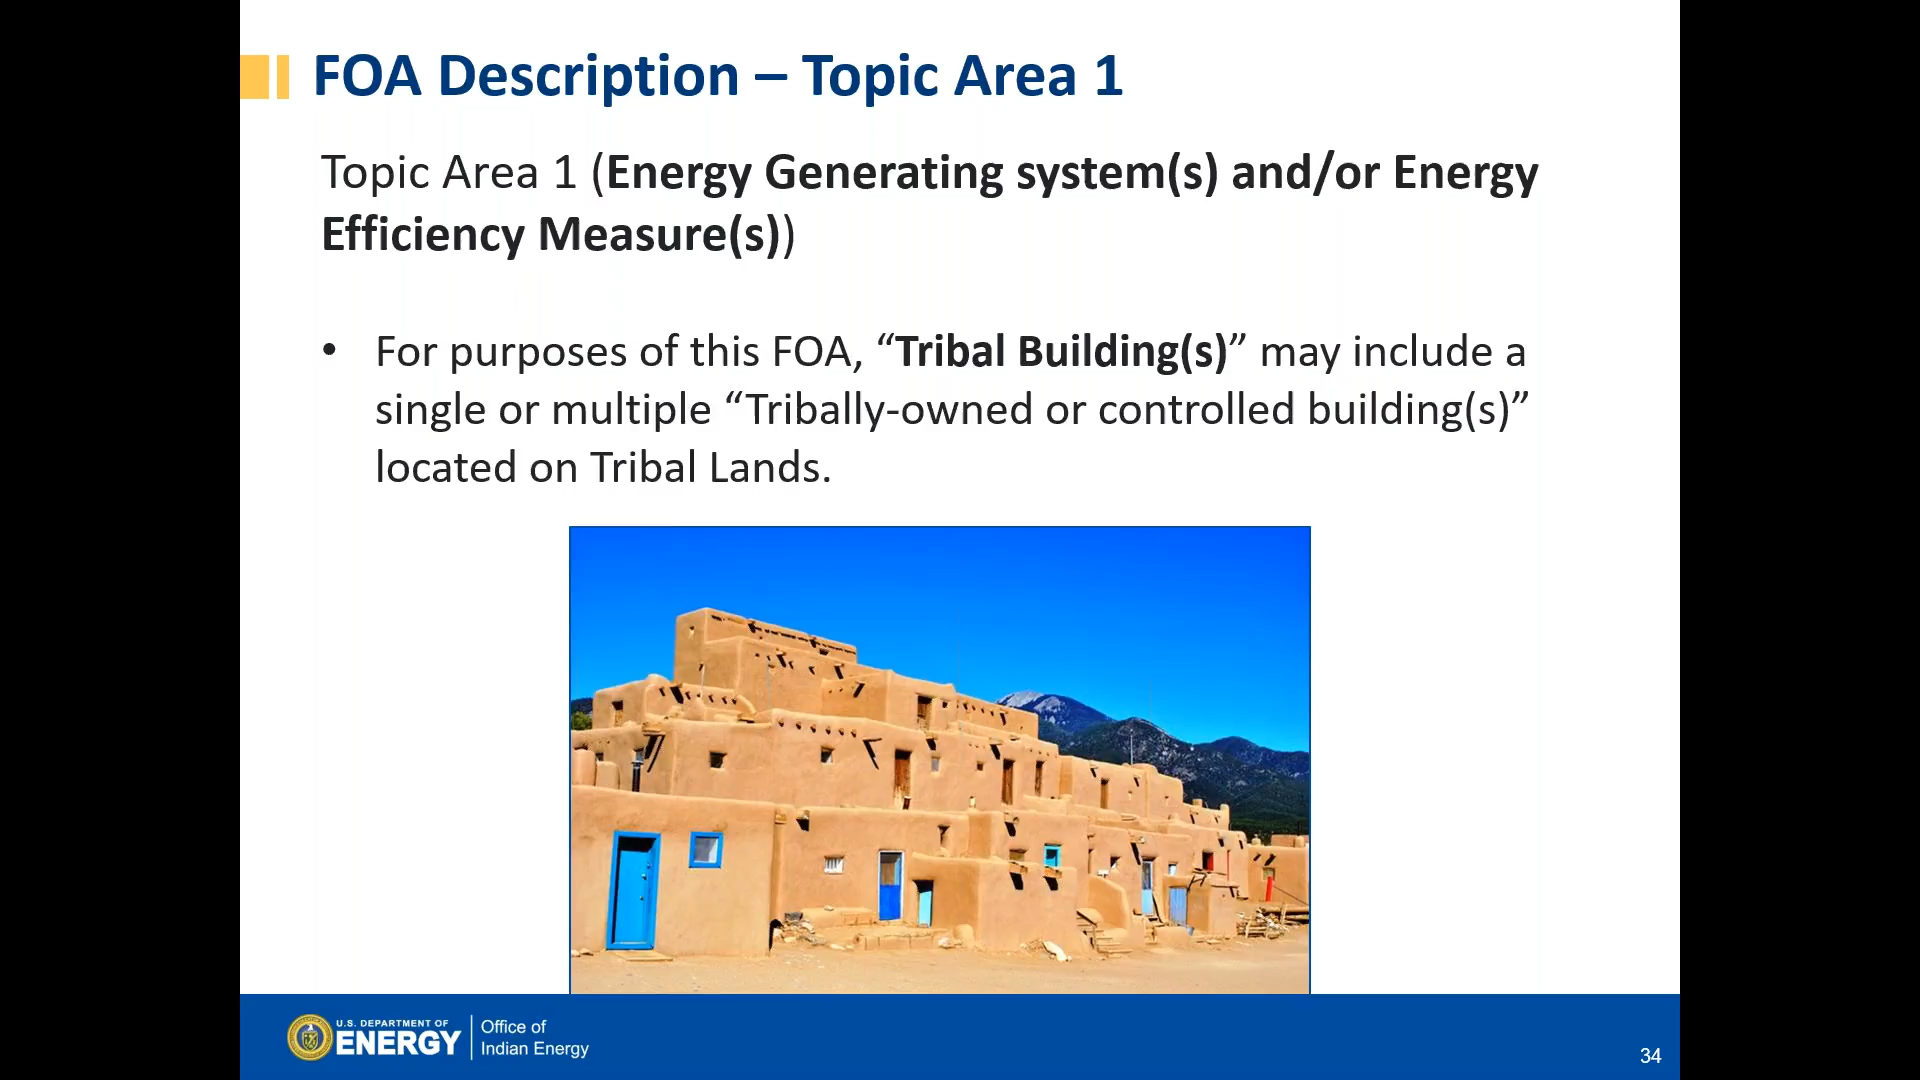 FOA Description – Topic Area 1
Topic Area 1 (Energy Generating system(s) and/or Energy
Efficiency Measure(s))
• For purposes of this FOA, “Tribal Building(s)” may include a
single or multiple “Tribally-owned or controlled building(s)”
located on Tribal Lands.
U.S. DEPARTMENT OF
ENERGY
Office of
Indian Energy
34